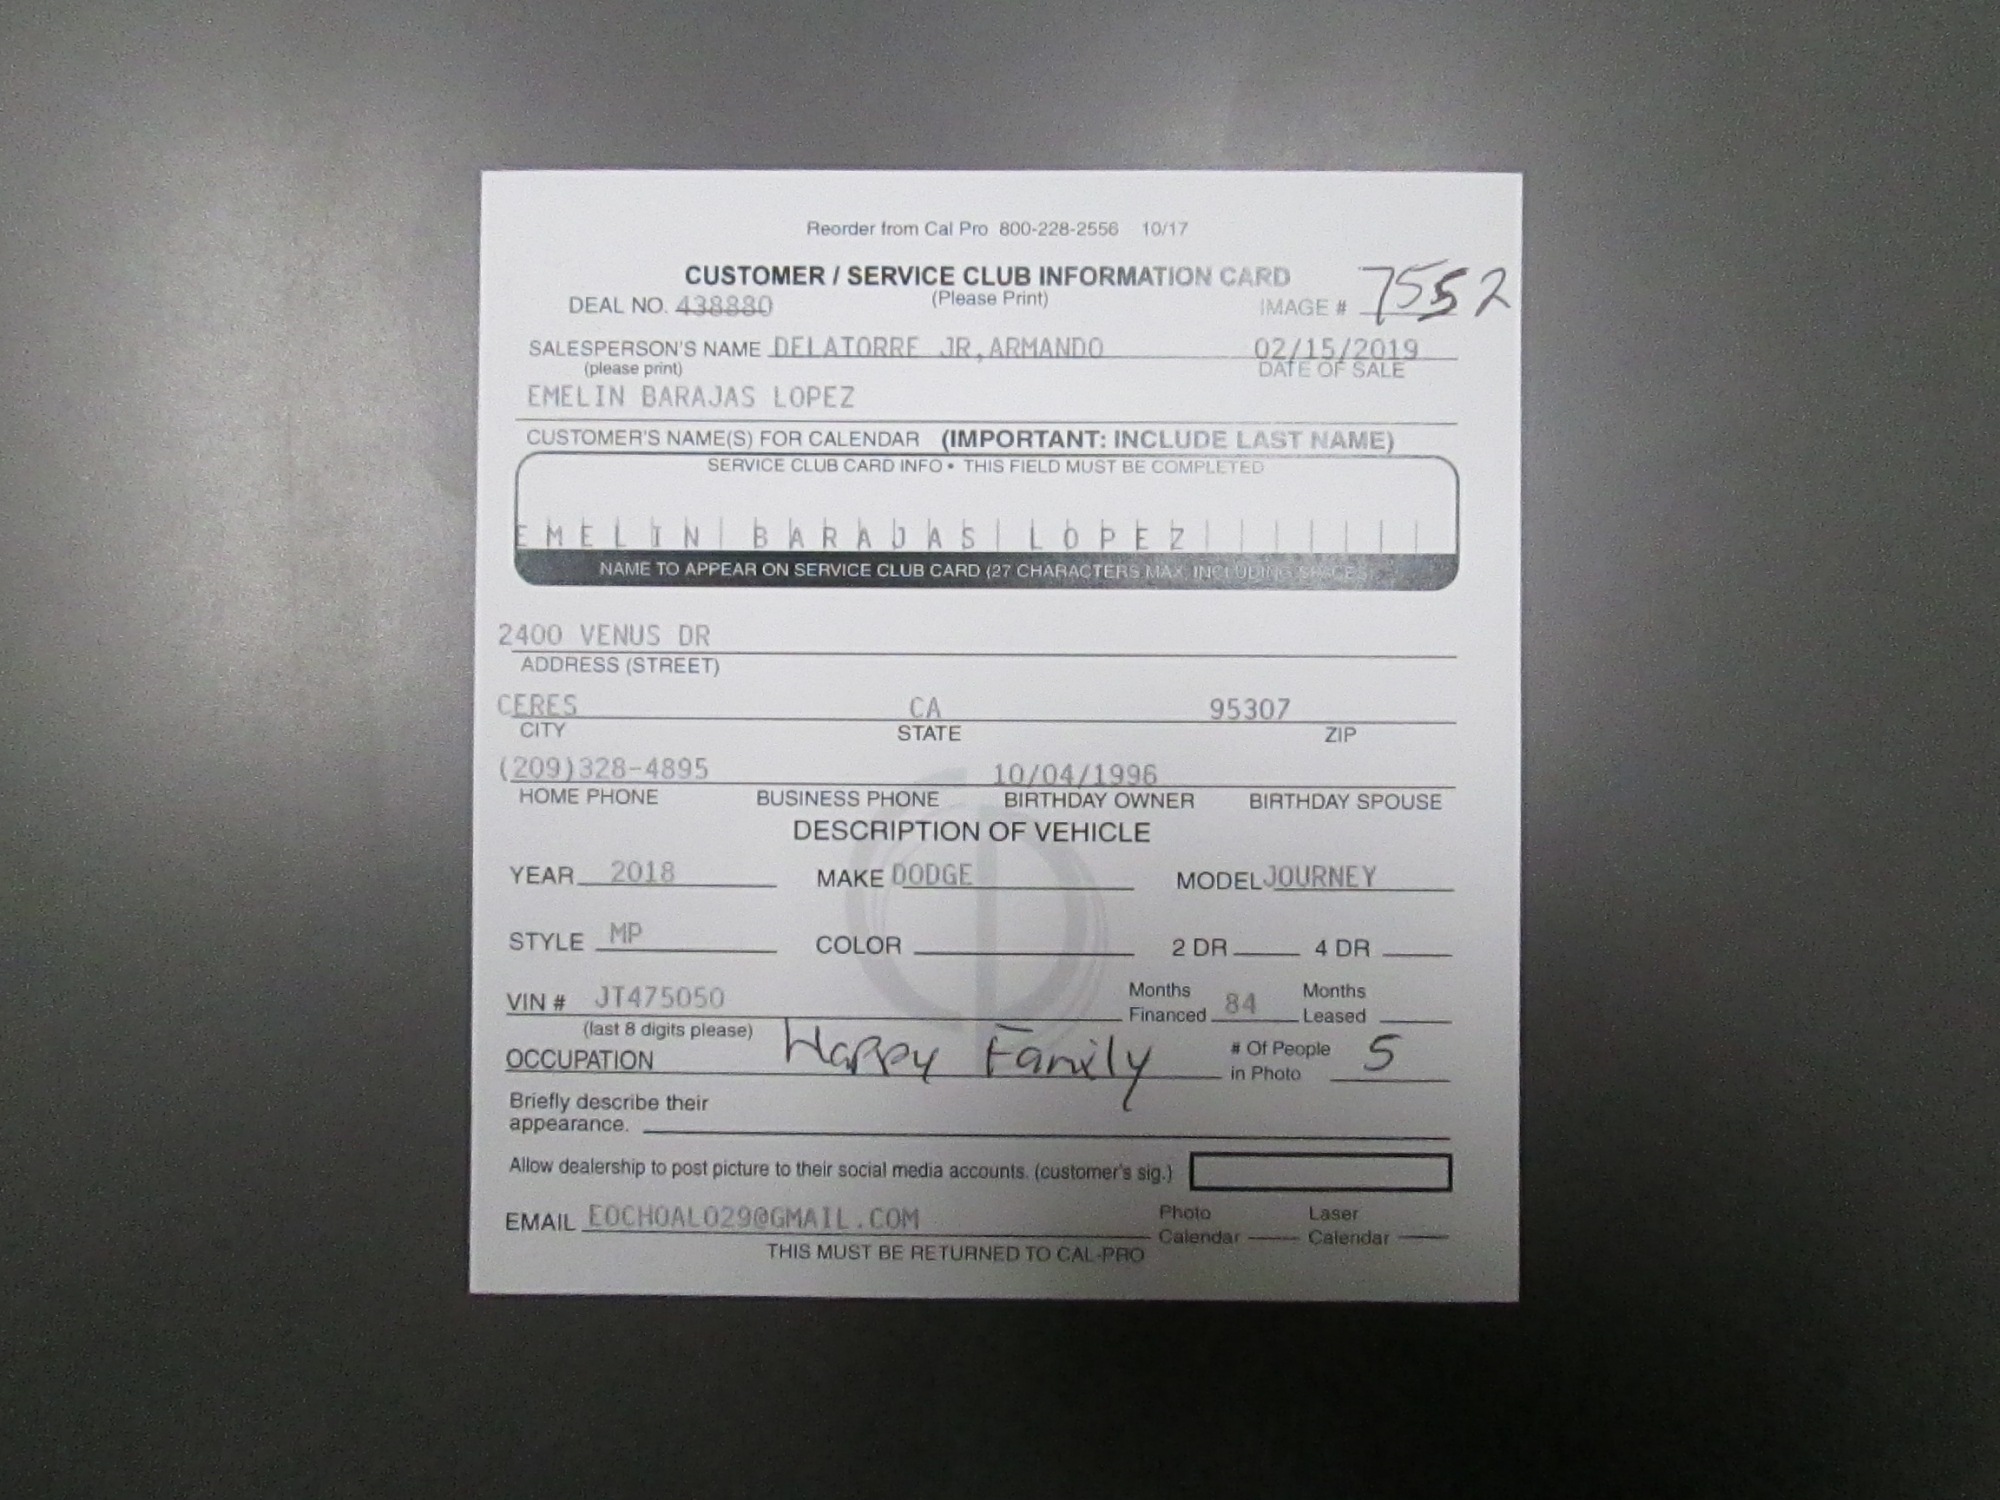 Reorder from Cal Pro 800-228-2556 10/17
CUSTOMER / SERVICE CLUB INFORMATION CARD
DEAL NO. 438880 (Please Print) IMAGE # 7552
SALESPERSON'S NAME DELATORRE JR,ARMANDO 02/15/2019
(please print) DATE OF SALE
EMELIN BARAJAS LOPEZ
CUSTOMER'S NAME(S) FOR CALENDAR (IMPORTANT: INCLUDE LAST NAME)
SERVICE CLUB CARD INFO • THIS FIELD MUST BE COMPLETED
EMELIN BARAJAS LOPEZ
NAME TO APPEAR ON SERVICE CLUB CARD (27 CHARACTERS MAX, INCLUDING SPACES)
2400 VENUS DR
ADDRESS (STREET)
CERES CA 95307
CITY STATE ZIP
(209)328-4895 10/04/1996
HOME PHONE BUSINESS PHONE BIRTHDAY OWNER BIRTHDAY SPOUSE
DESCRIPTION OF VEHICLE
YEAR 2018 MAKE DODGE MODEL JOURNEY
STYLE MP COLOR 2 DR 4 DR
VIN # JT475050 Months Financed 84 Months Leased
(last 8 digits please)
OCCUPATION Happy Family # Of People in Photo 5
Briefly describe their
appearance.
Allow dealership to post picture to their social media accounts. (customer's sig.)
EMAIL EOCHOALO29@GMAIL.COM Photo Calendar Laser Calendar
THIS MUST BE RETURNED TO CAL-PRO